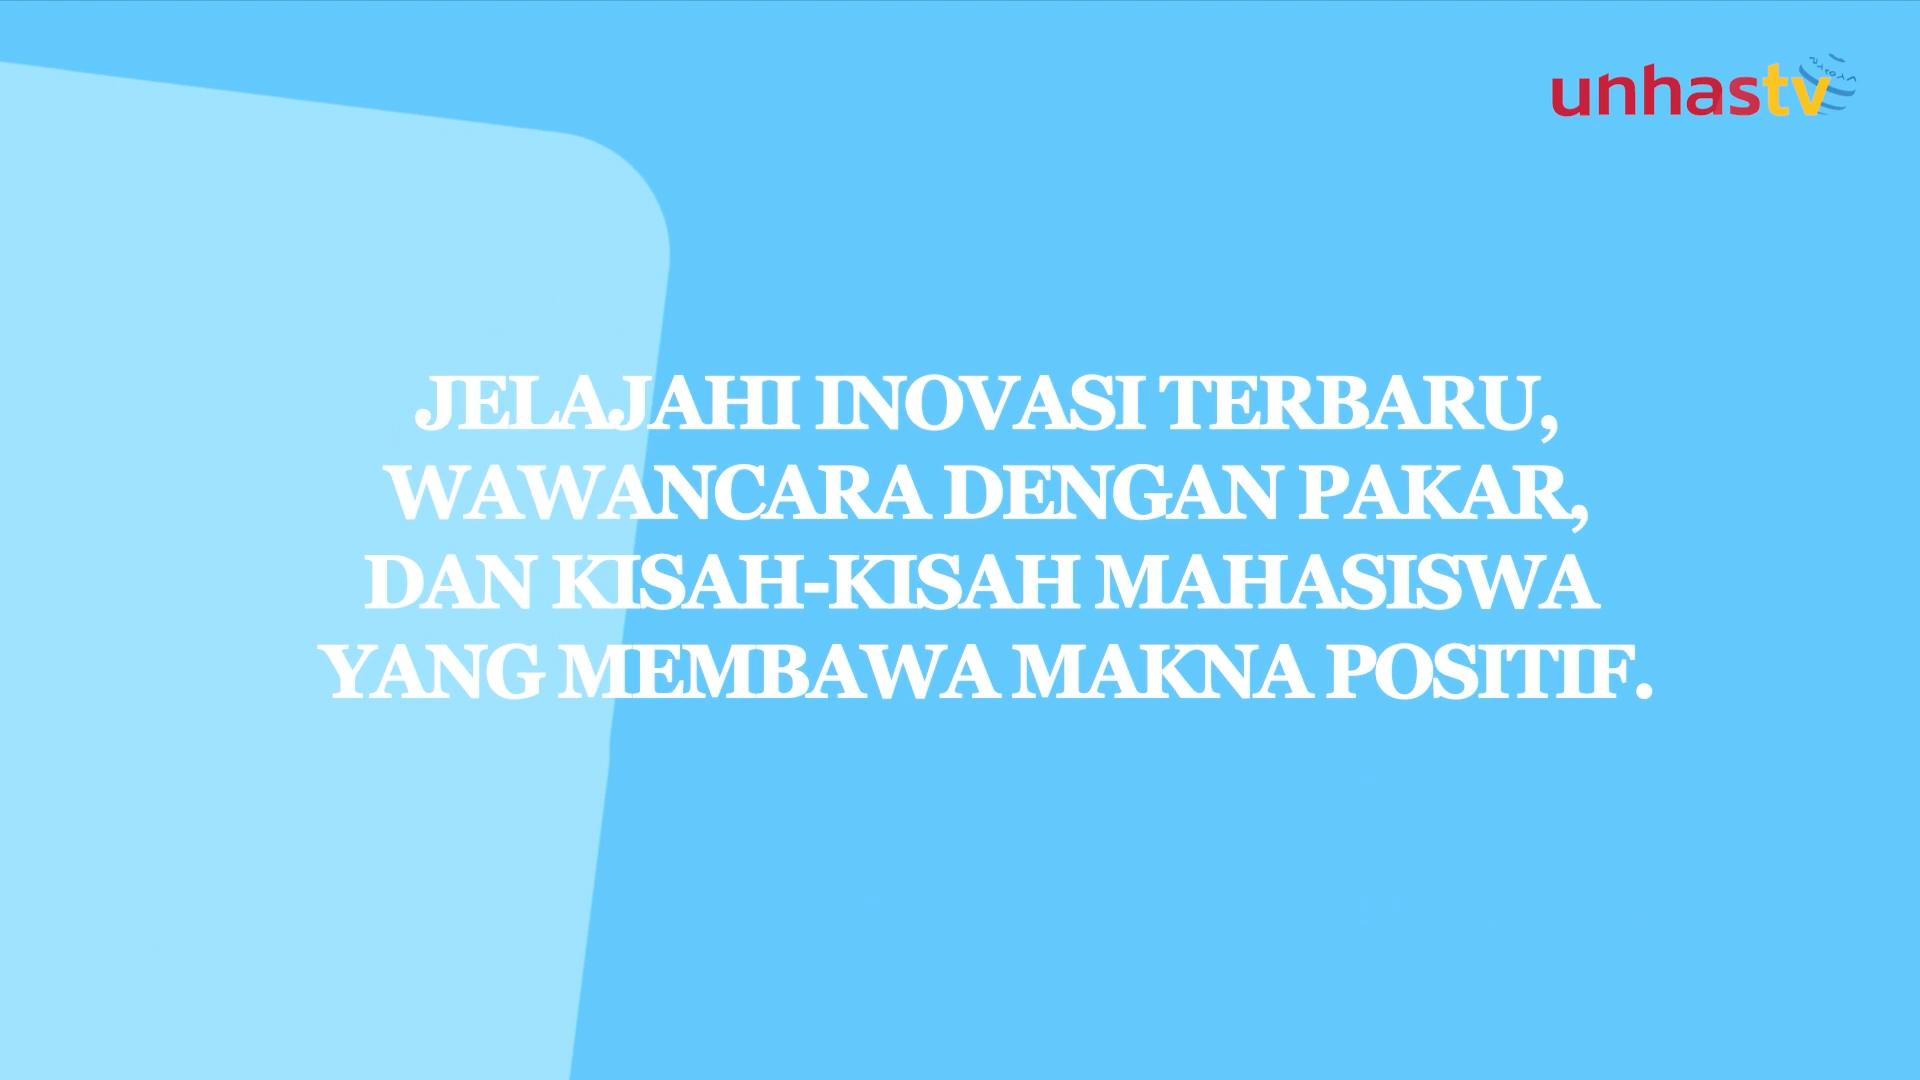 unhastv
JELAJAHI INOVASI TERBARU,
WAWANCARA DENGAN PAKAR,
DAN KISAH-KISAH MAHASISWA
YANG MEMBAWA MAKNA POSITIF.